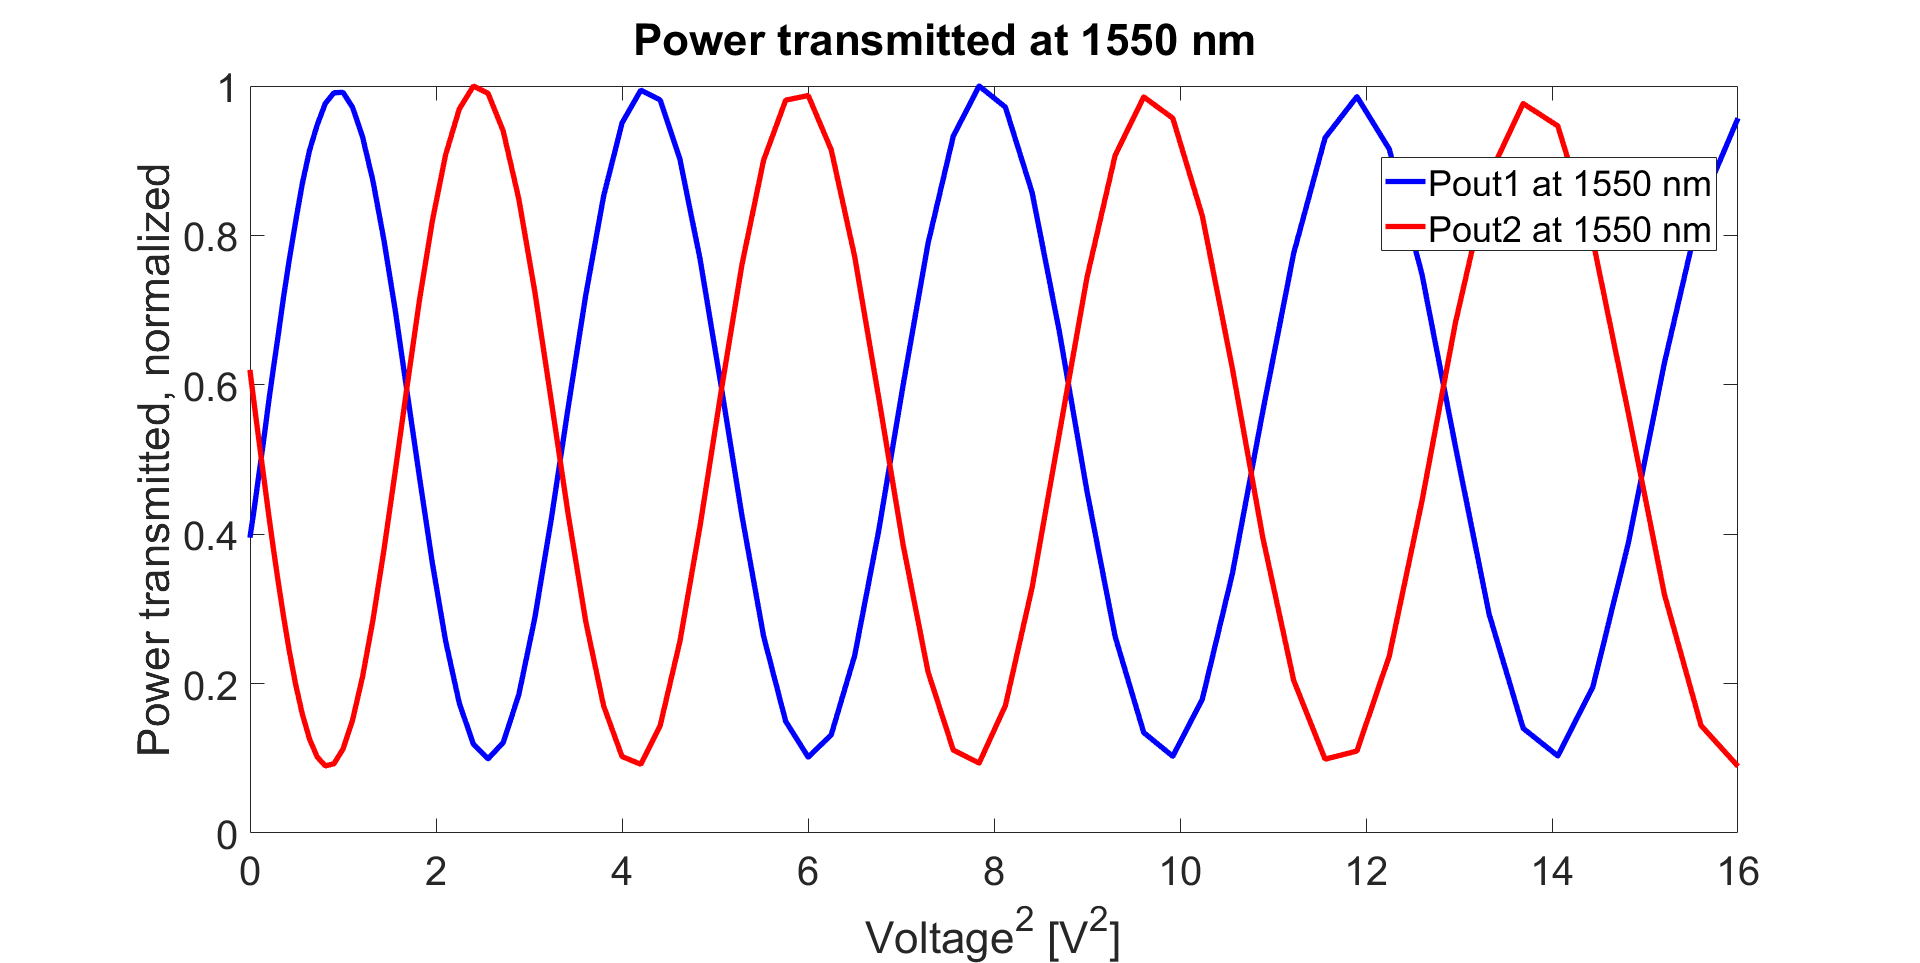 Power transmitted at 1550 nm
Power transmitted, normalized
1
0.8
0.6
0.4
0.2
0
Pout1 at 1550 nm
Pout2 at 1550 nm
0 2 4 6 8 10 12 14 16
Voltage² [V²]